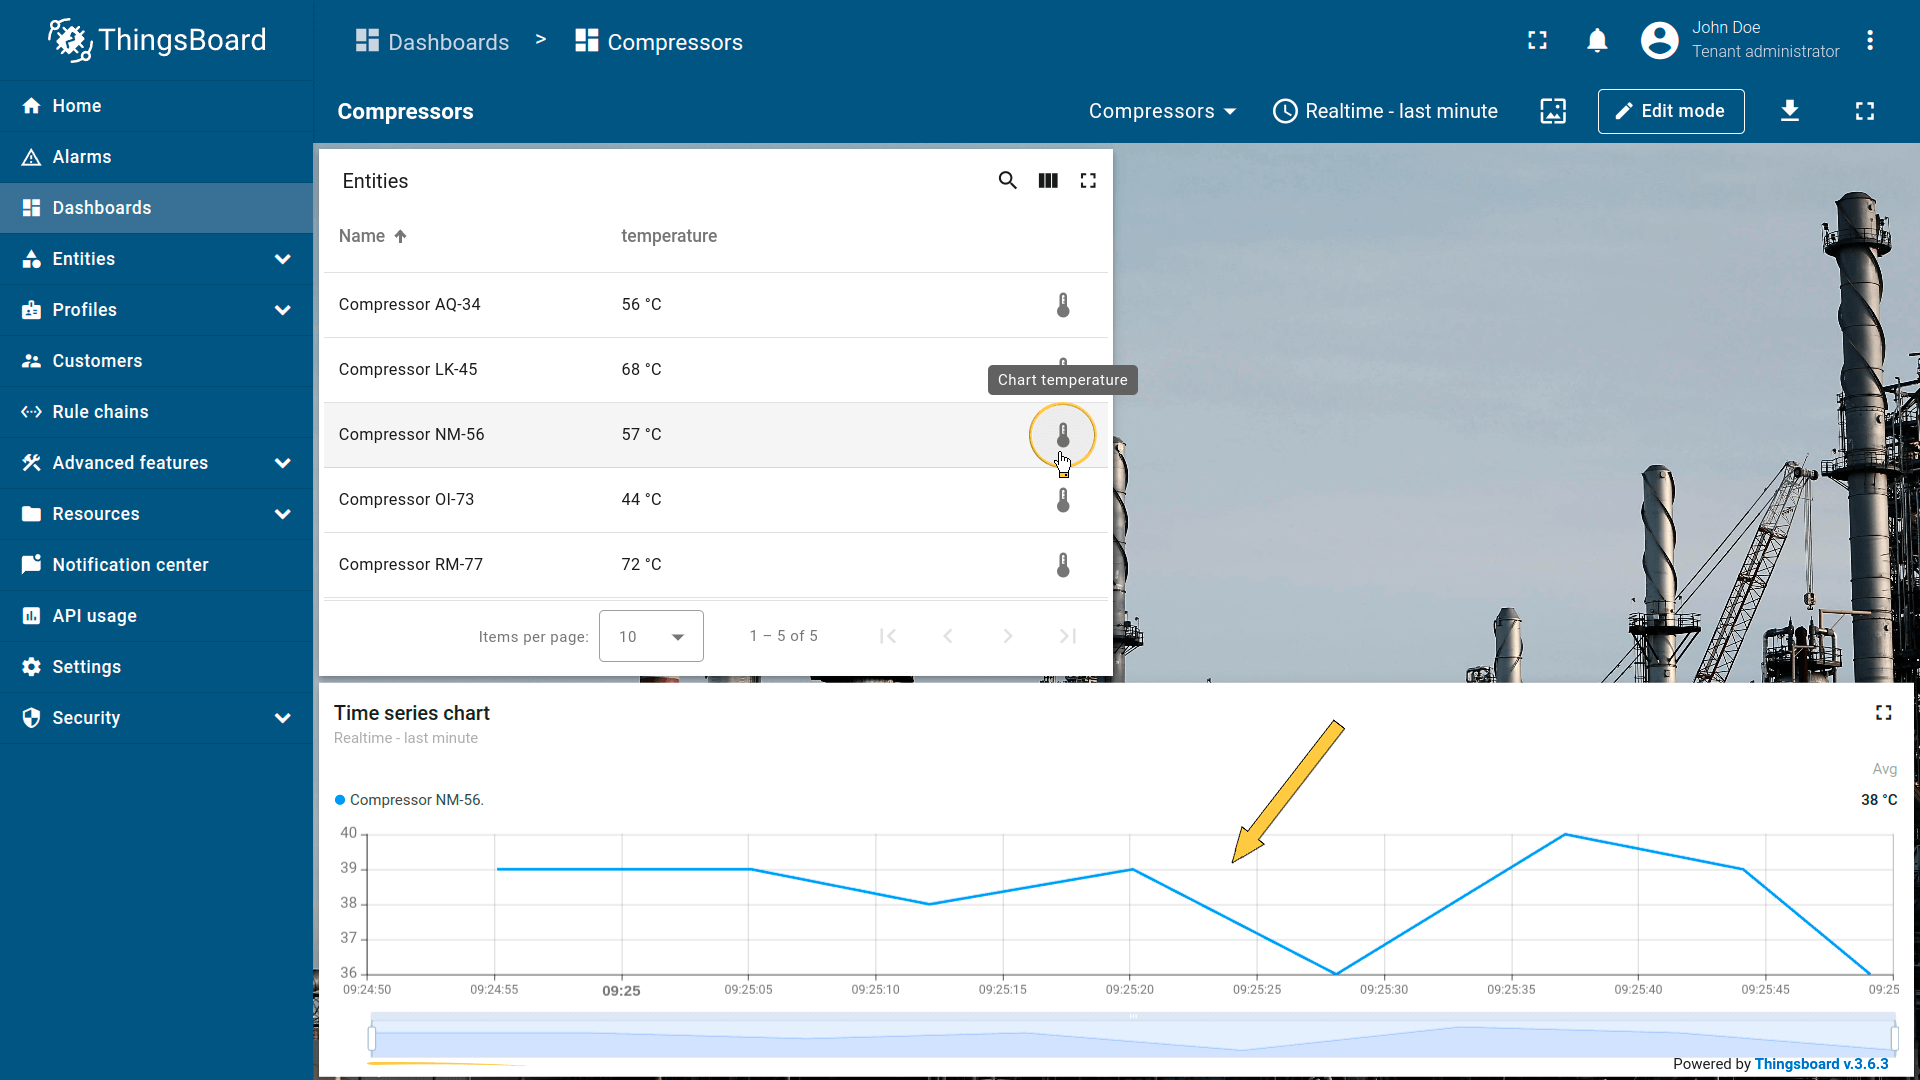 ThingsBoard
Dashboards > Compressors
John Doe
Tenant administrator
Home
Alarms
Dashboards
Entities
Profiles
Customers
Rule chains
Advanced features
Resources
Notification center
API usage
Settings
Security
Compressors
Compressors
Realtime - last minute
Edit mode
Entities
Name temperature
Compressor AQ-34 56 °C
Compressor LK-45 68 °C
Chart temperature
Compressor NM-56 57 °C
Compressor OI-73 44 °C
Compressor RM-77 72 °C
Items per page: 10 1 – 5 of 5
Time series chart
Realtime - last minute
Avg
Compressor NM-56. 38 °C
40
39
38
37
36
09:24:50 09:24:55 09:25 09:25:05 09:25:10 09:25:15 09:25:20 09:25:25 09:25:30 09:25:35 09:25:40 09:25:45 09:25
Powered by Thingsboard v.3.6.3